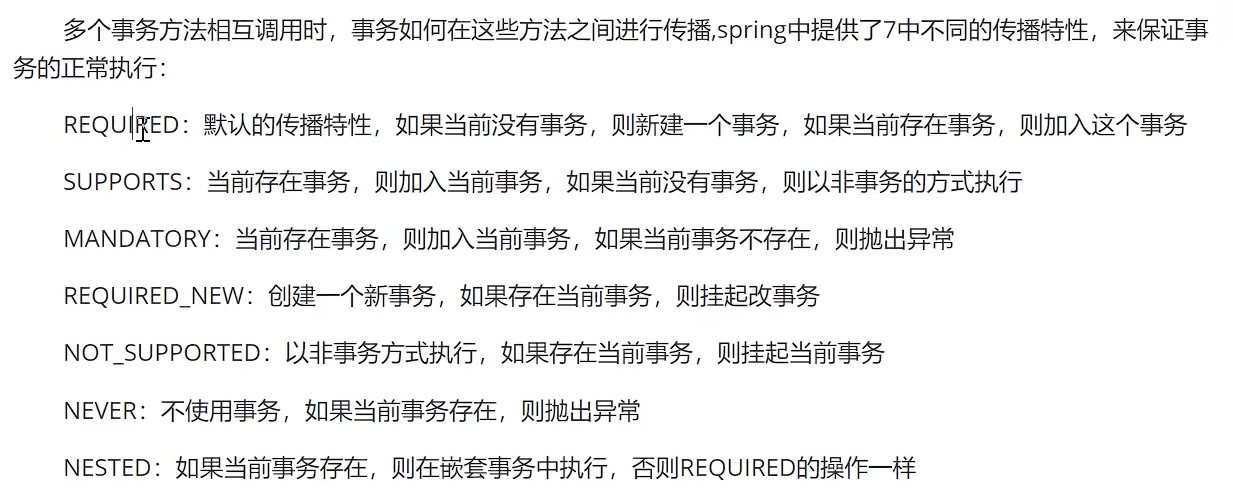 多个事务方法相互调用时，事务如何在这些方法之间进行传播,spring中提供了7中不同的传播特性，来保证事
务的正常执行：
REQUIRED：默认的传播特性，如果当前没有事务，则新建一个事务，如果当前存在事务，则加入这个事务
SUPPORTS：当前存在事务，则加入当前事务，如果当前没有事务，则以非事务的方式执行
MANDATORY：当前存在事务，则加入当前事务，如果当前事务不存在，则抛出异常
REQUIRED_NEW：创建一个新事务，如果存在当前事务，则挂起改事务
NOT_SUPPORTED：以非事务方式执行，如果存在当前事务，则挂起当前事务
NEVER：不使用事务，如果当前事务存在，则抛出异常
NESTED：如果当前事务存在，则在嵌套事务中执行，否则REQUIRED的操作一样